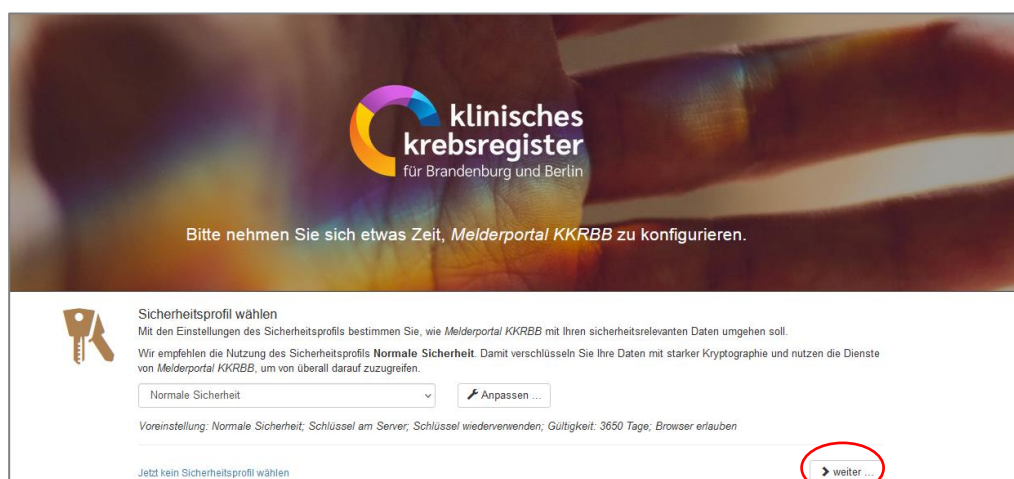 klinisches
krebsregister
für Brandenburg und Berlin
Bitte nehmen Sie sich etwas Zeit, Melderportal KKRBB zu konfigurieren.
Sicherheitsprofil wählen
Mit den Einstellungen des Sicherheitsprofils bestimmen Sie, wie Melderportal KKRBB mit Ihren sicherheitsrelevanten Daten umgehen soll.
Wir empfehlen die Nutzung des Sicherheitsprofils Normale Sicherheit. Damit verschlüsseln Sie Ihre Daten mit starker Kryptographie und nutzen die Dienste
von Melderportal KKRBB, um von überall darauf zuzugreifen.
Normale Sicherheit
Anpassen ...
Voreinstellung: Normale Sicherheit; Schlüssel am Server; Schlüssel wiederverwenden; Gültigkeit: 3650 Tage; Browser erlauben
Jetzt kein Sicherheitsprofil wählen
weiter ...